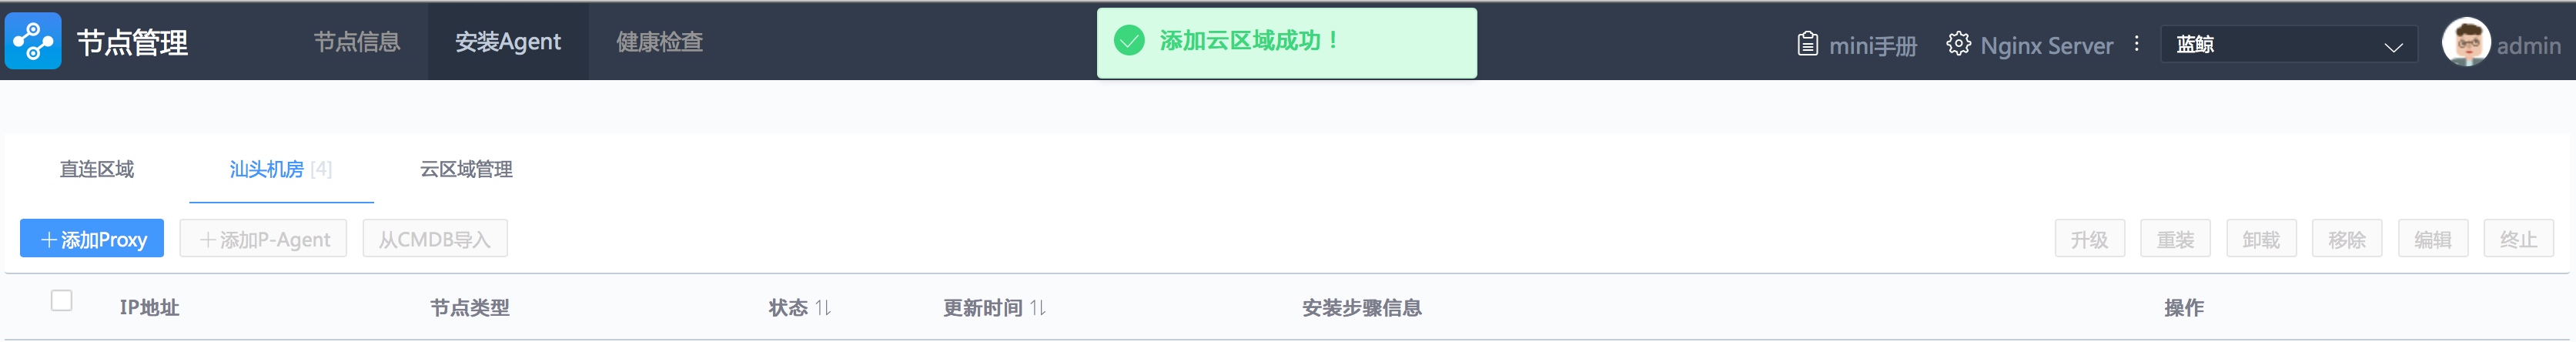 节点管理 节点信息 安装Agent 健康检查 添加云区域成功！ mini手册 Nginx Server 蓝鲸 admin
直连区域 汕头机房 [4] 云区域管理
添加Proxy 添加P-Agent 从CMDB导入 升级 重装 卸载 移除 编辑 终止
IP地址 节点类型 状态 更新时间 安装步骤信息 操作